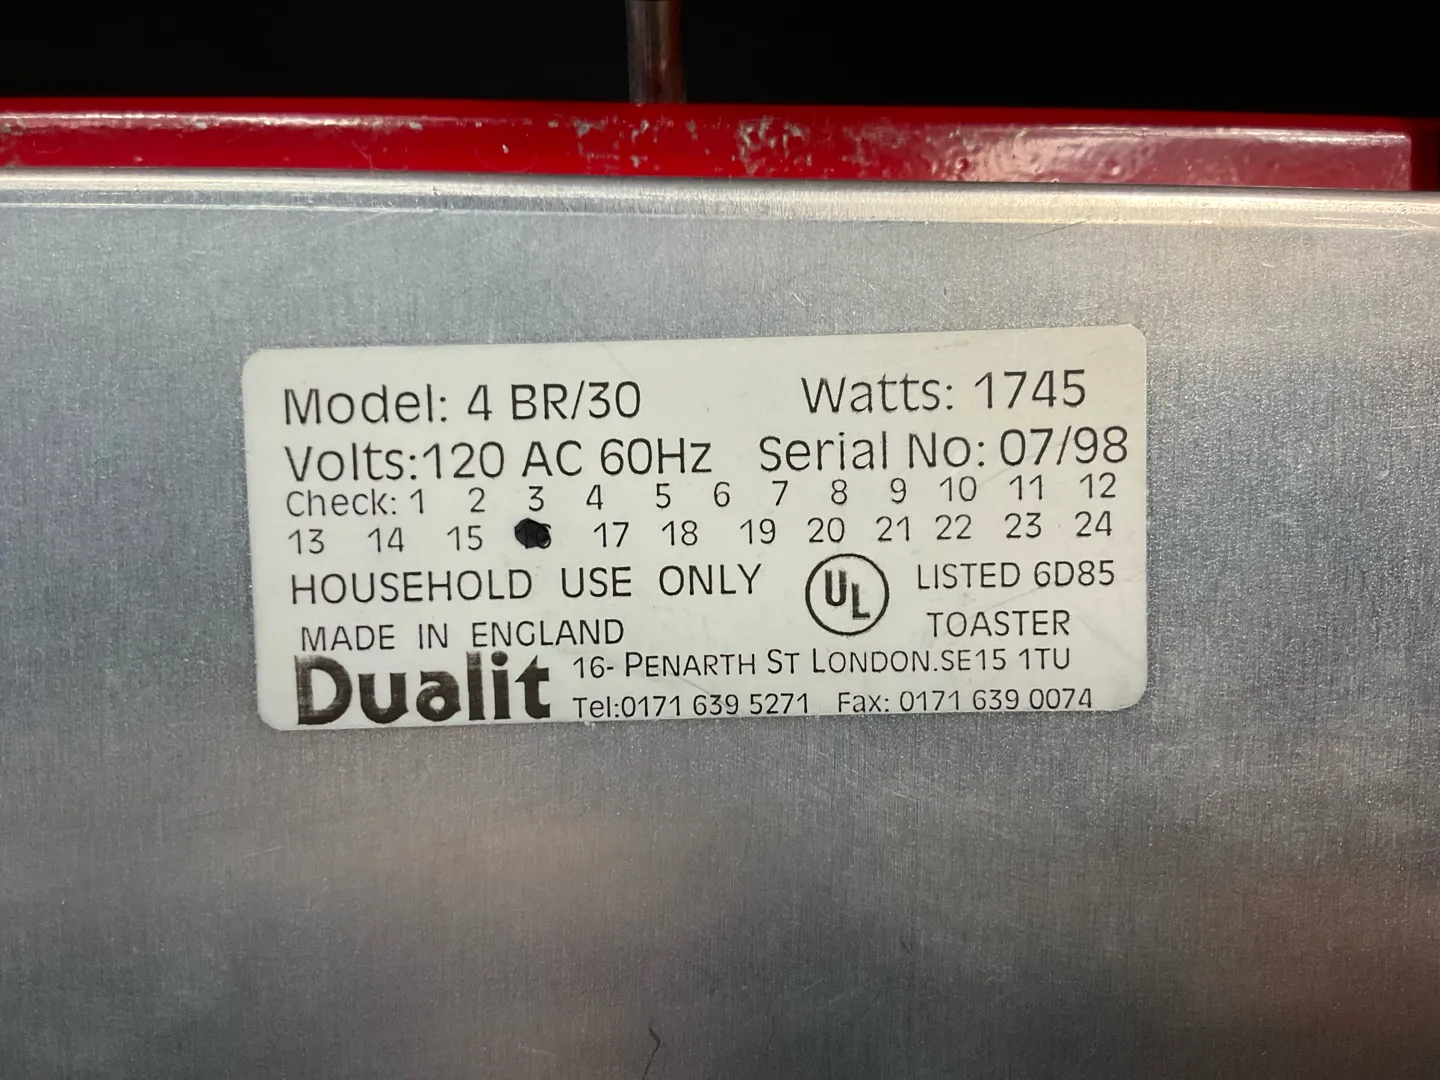 Model: 4 BR/30 Watts: 1745
Volts:120 AC 60Hz Serial No: 07/98
Check: 1 2 3 4 5 6 7 8 9 10 11 12
13 14 15 16 17 18 19 20 21 22 23 24
HOUSEHOLD USE ONLY UL LISTED 6D85
MADE IN ENGLAND TOASTER
Dualit 16- PENARTH ST LONDON.SE15 1TU
Tel:0171 639 5271 Fax: 0171 639 0074